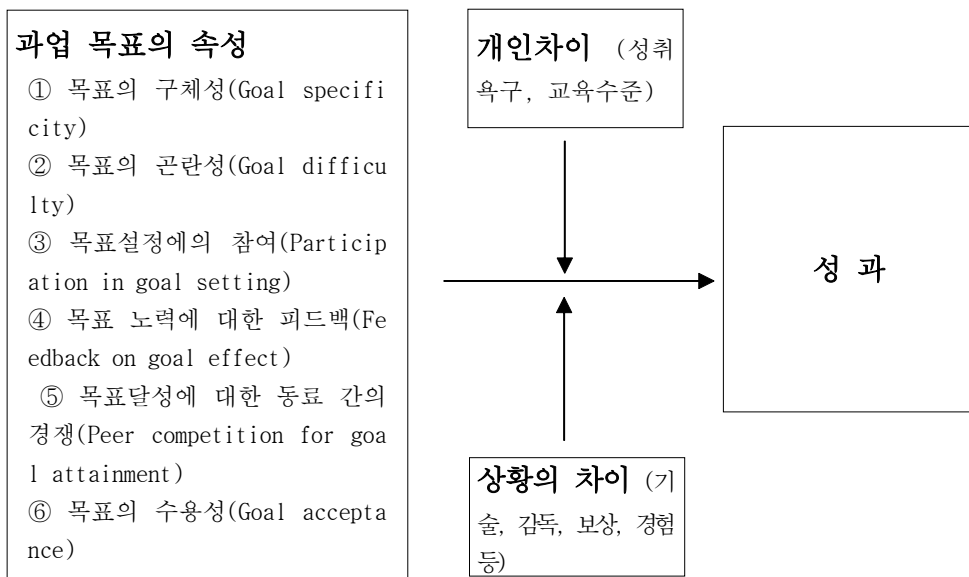 과업 목표의 속성
① 목표의 구체성(Goal specifi
city)
② 목표의 곤란성(Goal difficu
lty)
③ 목표설정에의 참여(Particip
ation in goal setting)
④ 목표 노력에 대한 피드백(Fe
edback on goal effect)
⑤ 목표달성에 대한 동료 간의
경쟁(Peer competition for goa
l attainment)
⑥ 목표의 수용성(Goal accepta
nce)
개인차이 (성취
욕구, 교육수준)
성 과
상황의 차이 (기
술, 감독, 보상, 경험
등)